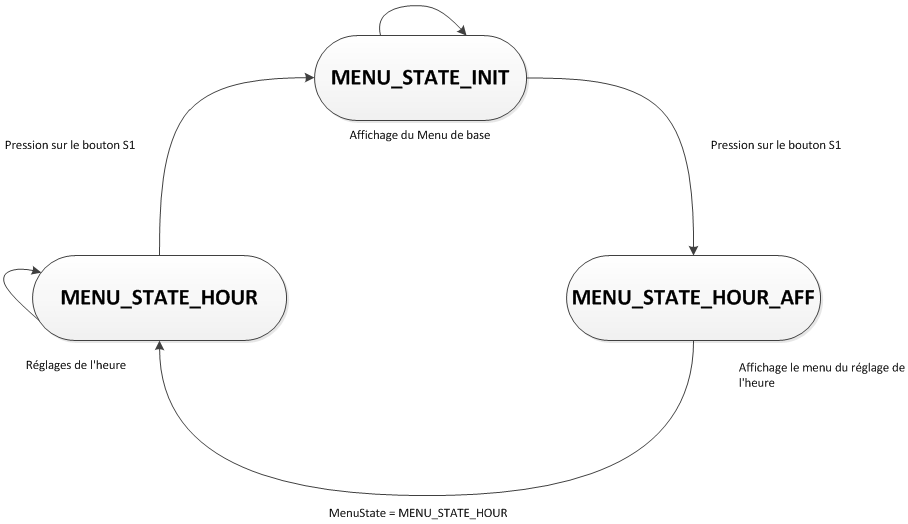 MENU_STATE_INIT
Affichage du Menu de base
Pression sur le bouton S1
Pression sur le bouton S1
MENU_STATE_HOUR
MENU_STATE_HOUR_AFF
Réglages de l'heure
Affichage le menu du réglage de
l'heure
MenuState = MENU_STATE_HOUR